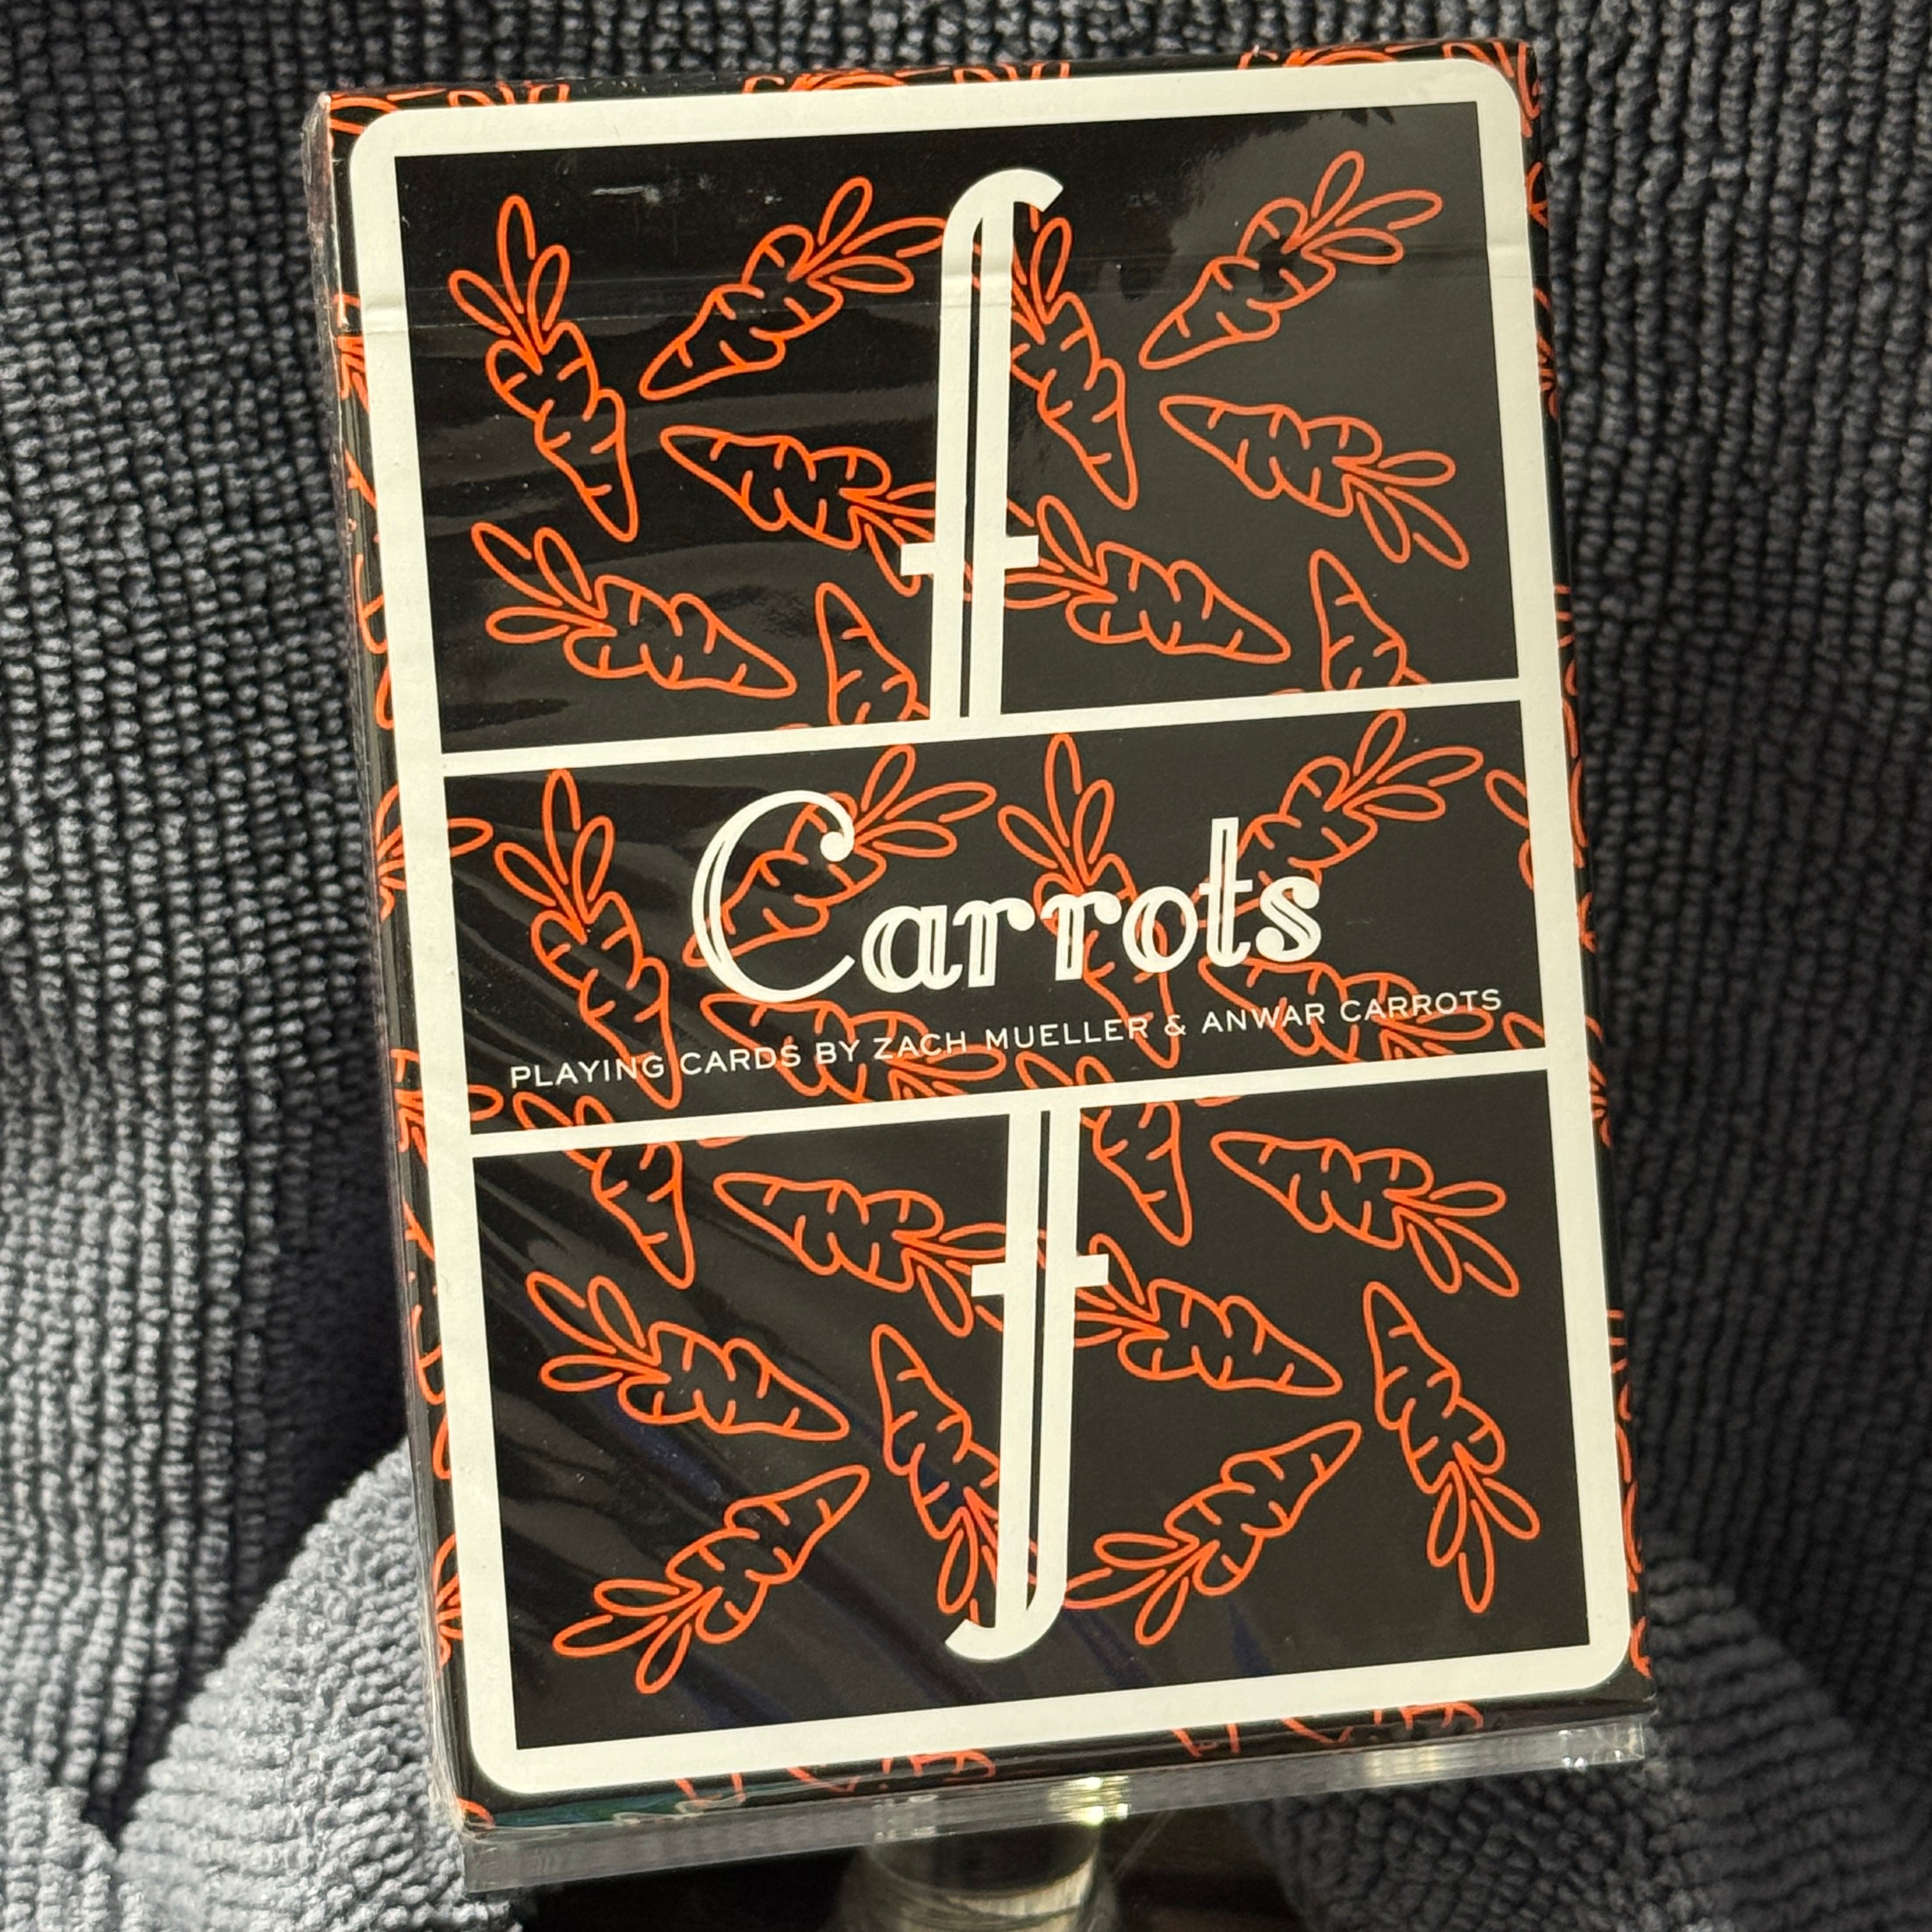 f
Carrots
PLAYING CARDS BY ZACH MUELLER & ANWAR CARROTS
f